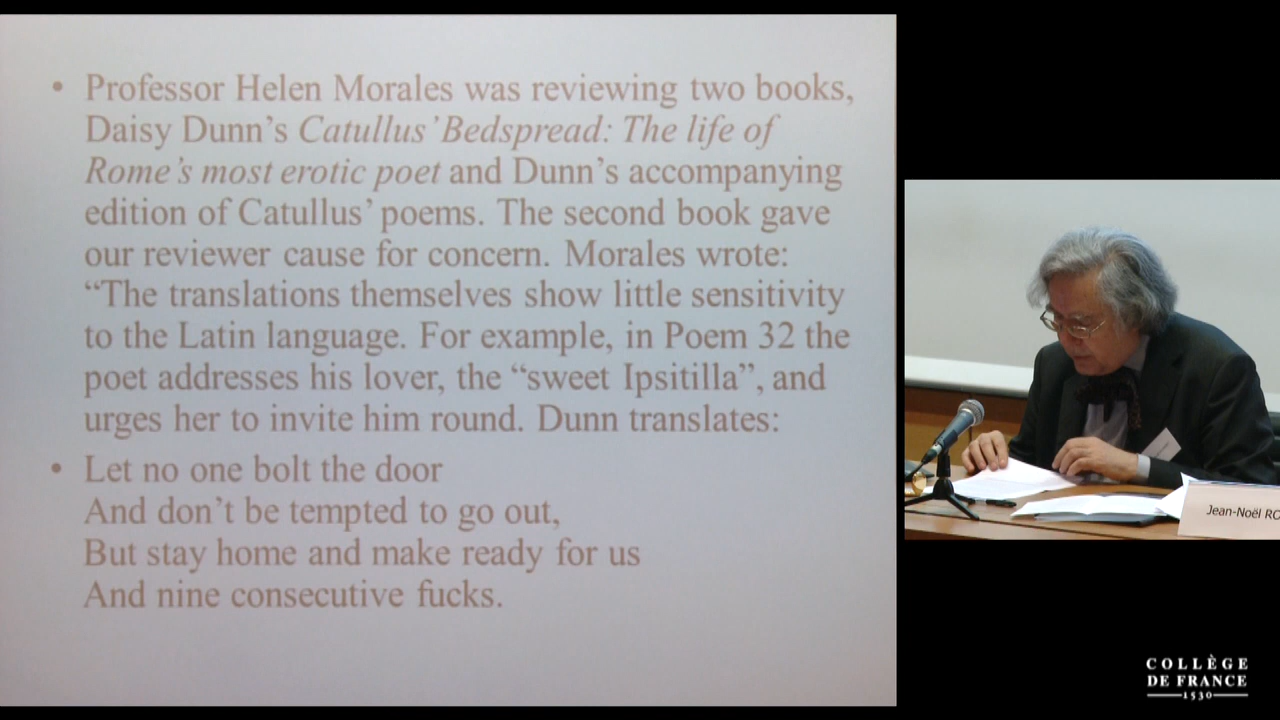 • Professor Helen Morales was reviewing two books,
Daisy Dunn’s Catullus’ Bedspread: The life of
Rome’s most erotic poet and Dunn’s accompanying
edition of Catullus’ poems. The second book gave
our reviewer cause for concern. Morales wrote:
“The translations themselves show little sensitivity
to the Latin language. For example, in Poem 32 the
poet addresses his lover, the “sweet Ipsitilla”, and
urges her to invite him round. Dunn translates:
• Let no one bolt the door
And don’t be tempted to go out,
But stay home and make ready for us
And nine consecutive fucks.
Jean-Noël RO
COLLÈGE
DE FRANCE
1530